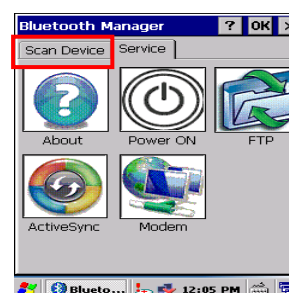 Bluetooth Manager ? OK ×
Scan Device Service
About Power ON FTP
ActiveSync Modem
Blueto... 12:05 PM